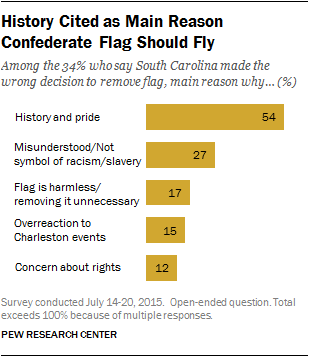 History Cited as Main Reason
Confederate Flag Should Fly
Among the 34% who say South Carolina made the
wrong decision to remove flag, main reason why... (%)
History and pride 54
Misunderstood/Not
symbol of racism/slavery 27
Flag is harmless/
removing it unnecessary 17
Overreaction to
Charleston events 15
Concern about rights 12
Survey conducted July 14-20, 2015. Open-ended question. Total
exceeds 100% because of multiple responses.
PEW RESEARCH CENTER